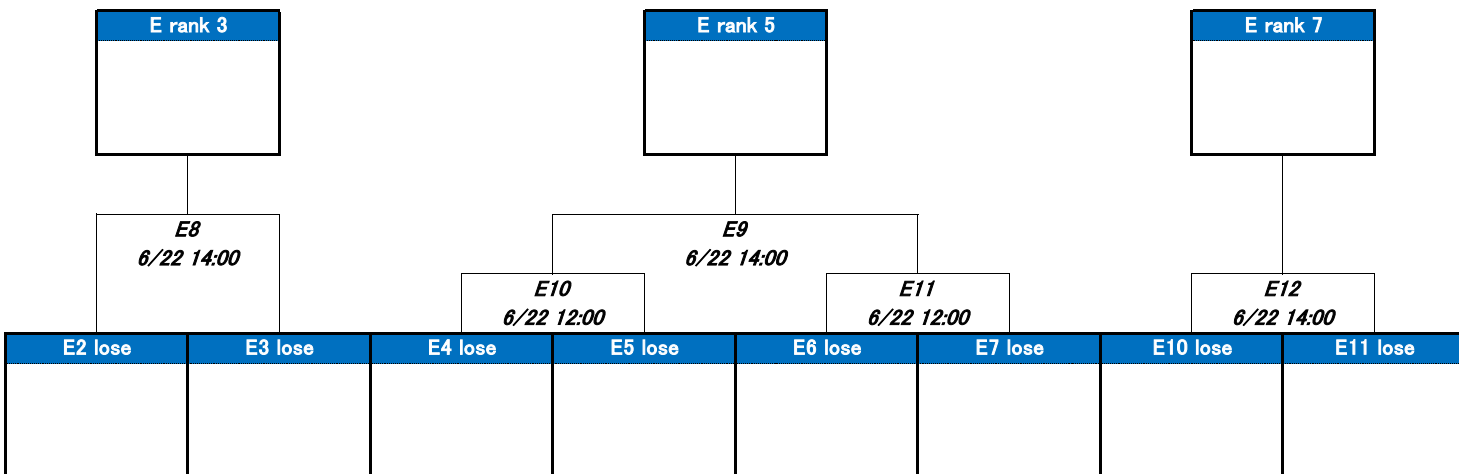 E rank 3
E rank 5
E rank 7
E8
6/22 14:00
E9
6/22 14:00
E10
6/22 12:00
E11
6/22 12:00
E12
6/22 14:00
E2 lose
E3 lose
E4 lose
E5 lose
E6 lose
E7 lose
E10 lose
E11 lose